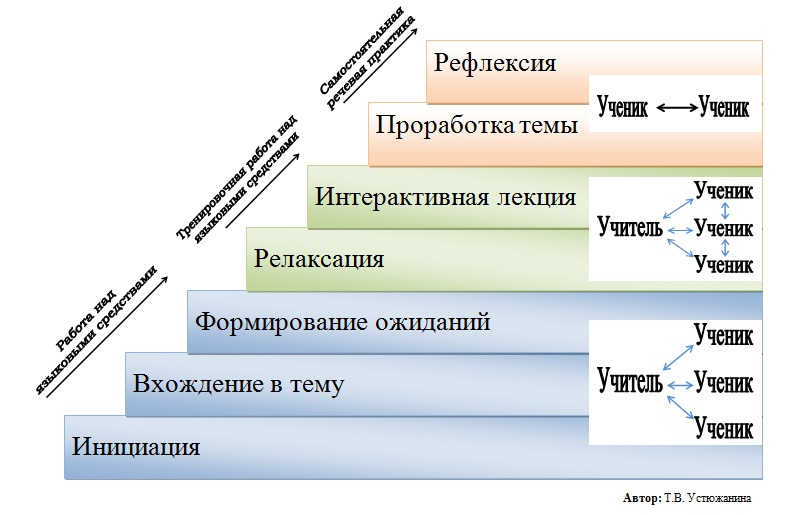 Самостоятельная
речевая практика
Рефлексия
Ученик Ученик
Проработка темы
Тренировочная работа над
языковыми средствами
Интерактивная лекция
Ученик
Учитель Ученик
Ученик
Релаксация
Работа над
языковыми средствами
Формирование ожиданий
Ученик
Вхождение в тему
Учитель Ученик
Ученик
Инициация
Автор: Т.В. Устюжанина